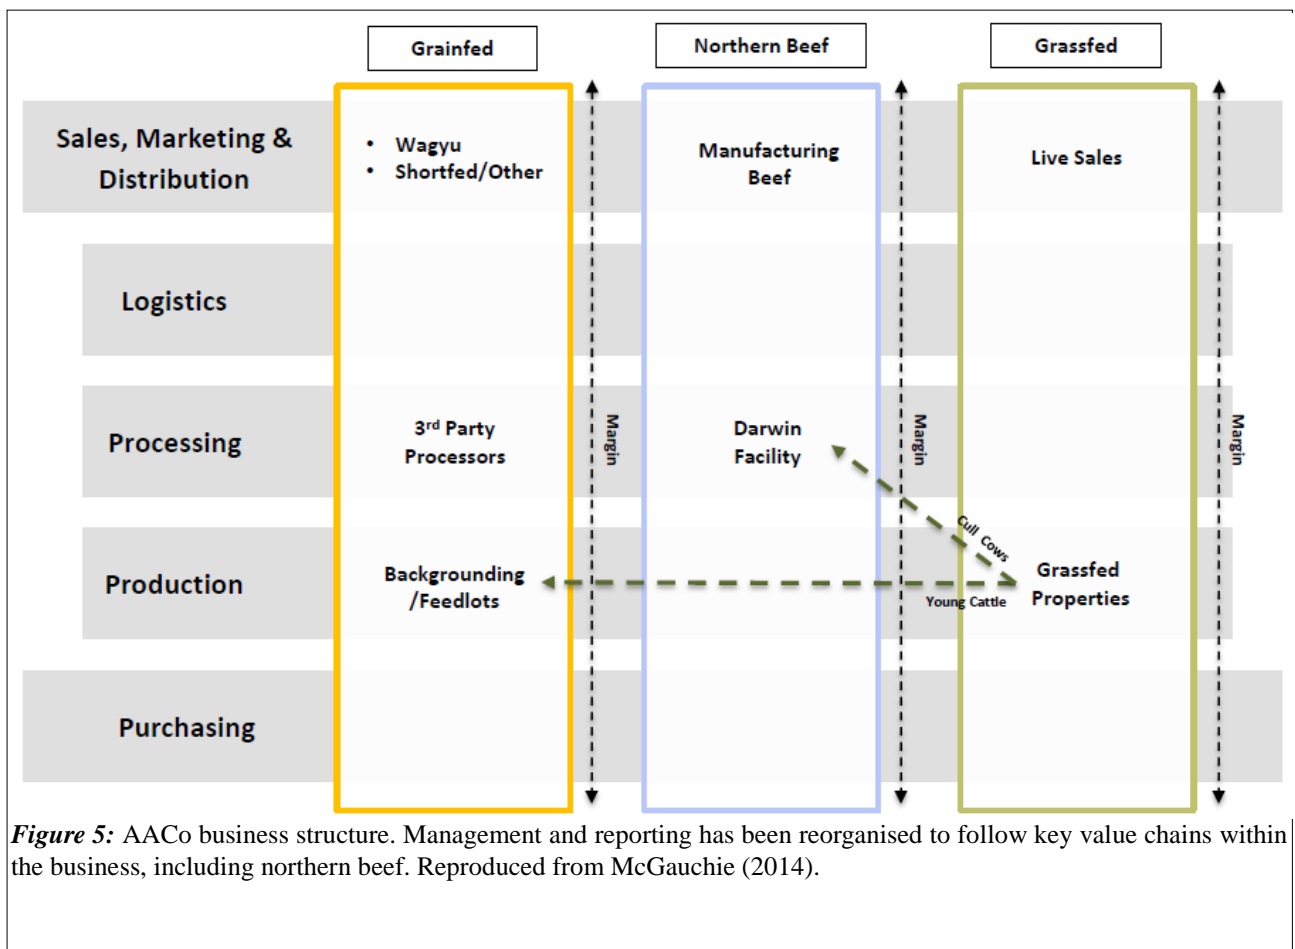 Grainfed
Northern Beef
Grassfed
Sales, Marketing &
Distribution
• Wagyu
• Shortfed/Other
Manufacturing
Beef
Live Sales
Logistics
Processing
3rd Party
Processors
Margin
Darwin
Facility
Margin
Margin
Cull Cows
Production
Backgrounding
/Feedlots
Young Cattle
Grassfed
Properties
Purchasing
Figure 5: AACo business structure. Management and reporting has been reorganised to follow key value chains within
the business, including northern beef. Reproduced from McGauchie (2014).